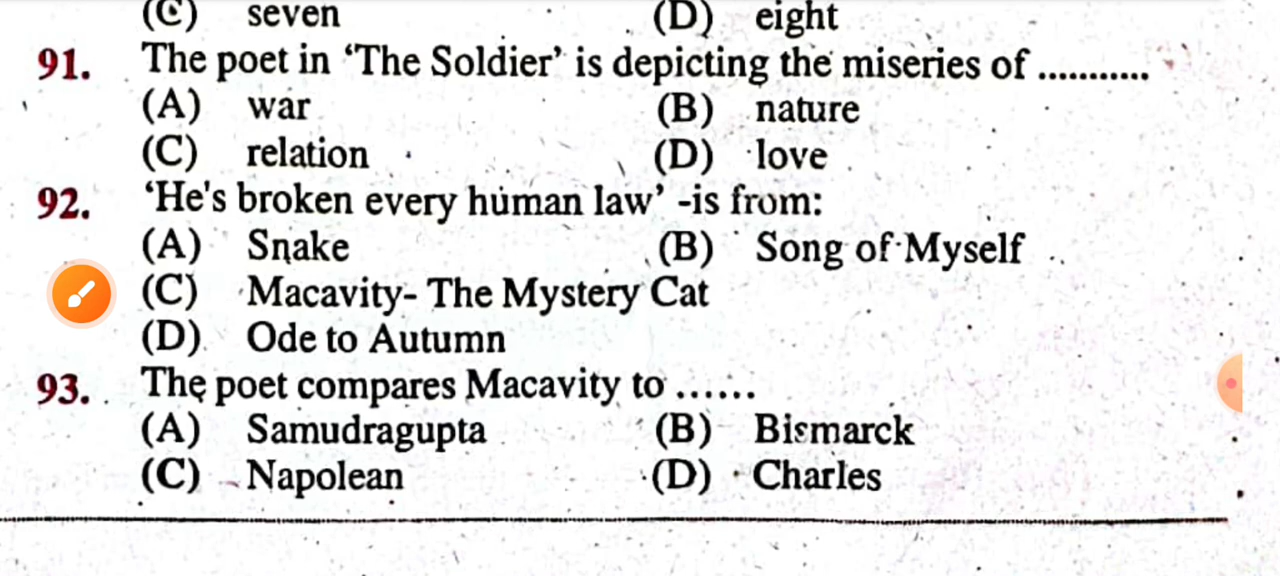 (C) seven (D) eight
91. The poet in ‘The Soldier’ is depicting the miseries of ...........
(A) war (B) nature
(C) relation (D) love
92. ‘He's broken every human law’ -is from:
(A) Snake (B) Song of Myself
(C) Macavity- The Mystery Cat
(D) Ode to Autumn
93. The poet compares Macavity to ......
(A) Samudragupta (B) Bismarck
(C) Napolean (D) Charles